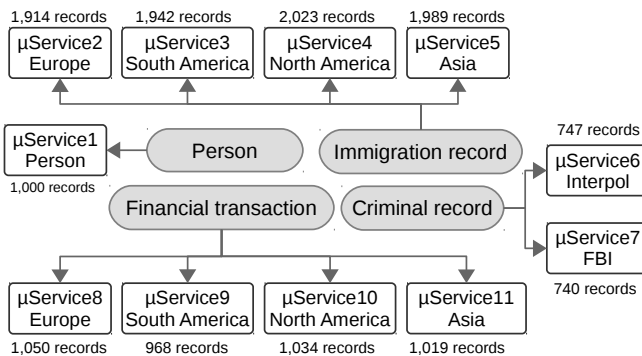 1,914 records
1,942 records
2,023 records
1,989 records
µService2
Europe
µService3
South America
µService4
North America
µService5
Asia
µService1
Person
1,000 records
Person
Immigration record
747 records
µService6
Interpol
Financial transaction
Criminal record
µService7
FBI
740 records
µService8
Europe
µService9
South America
µService10
North America
µService11
Asia
1,050 records
968 records
1,034 records
1,019 records